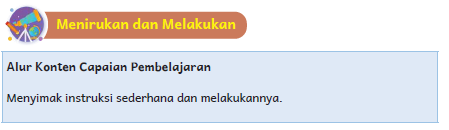 Menirukan dan Melakukan
Alur Konten Capaian Pembelajaran
Menyimak instruksi sederhana dan melakukannya.